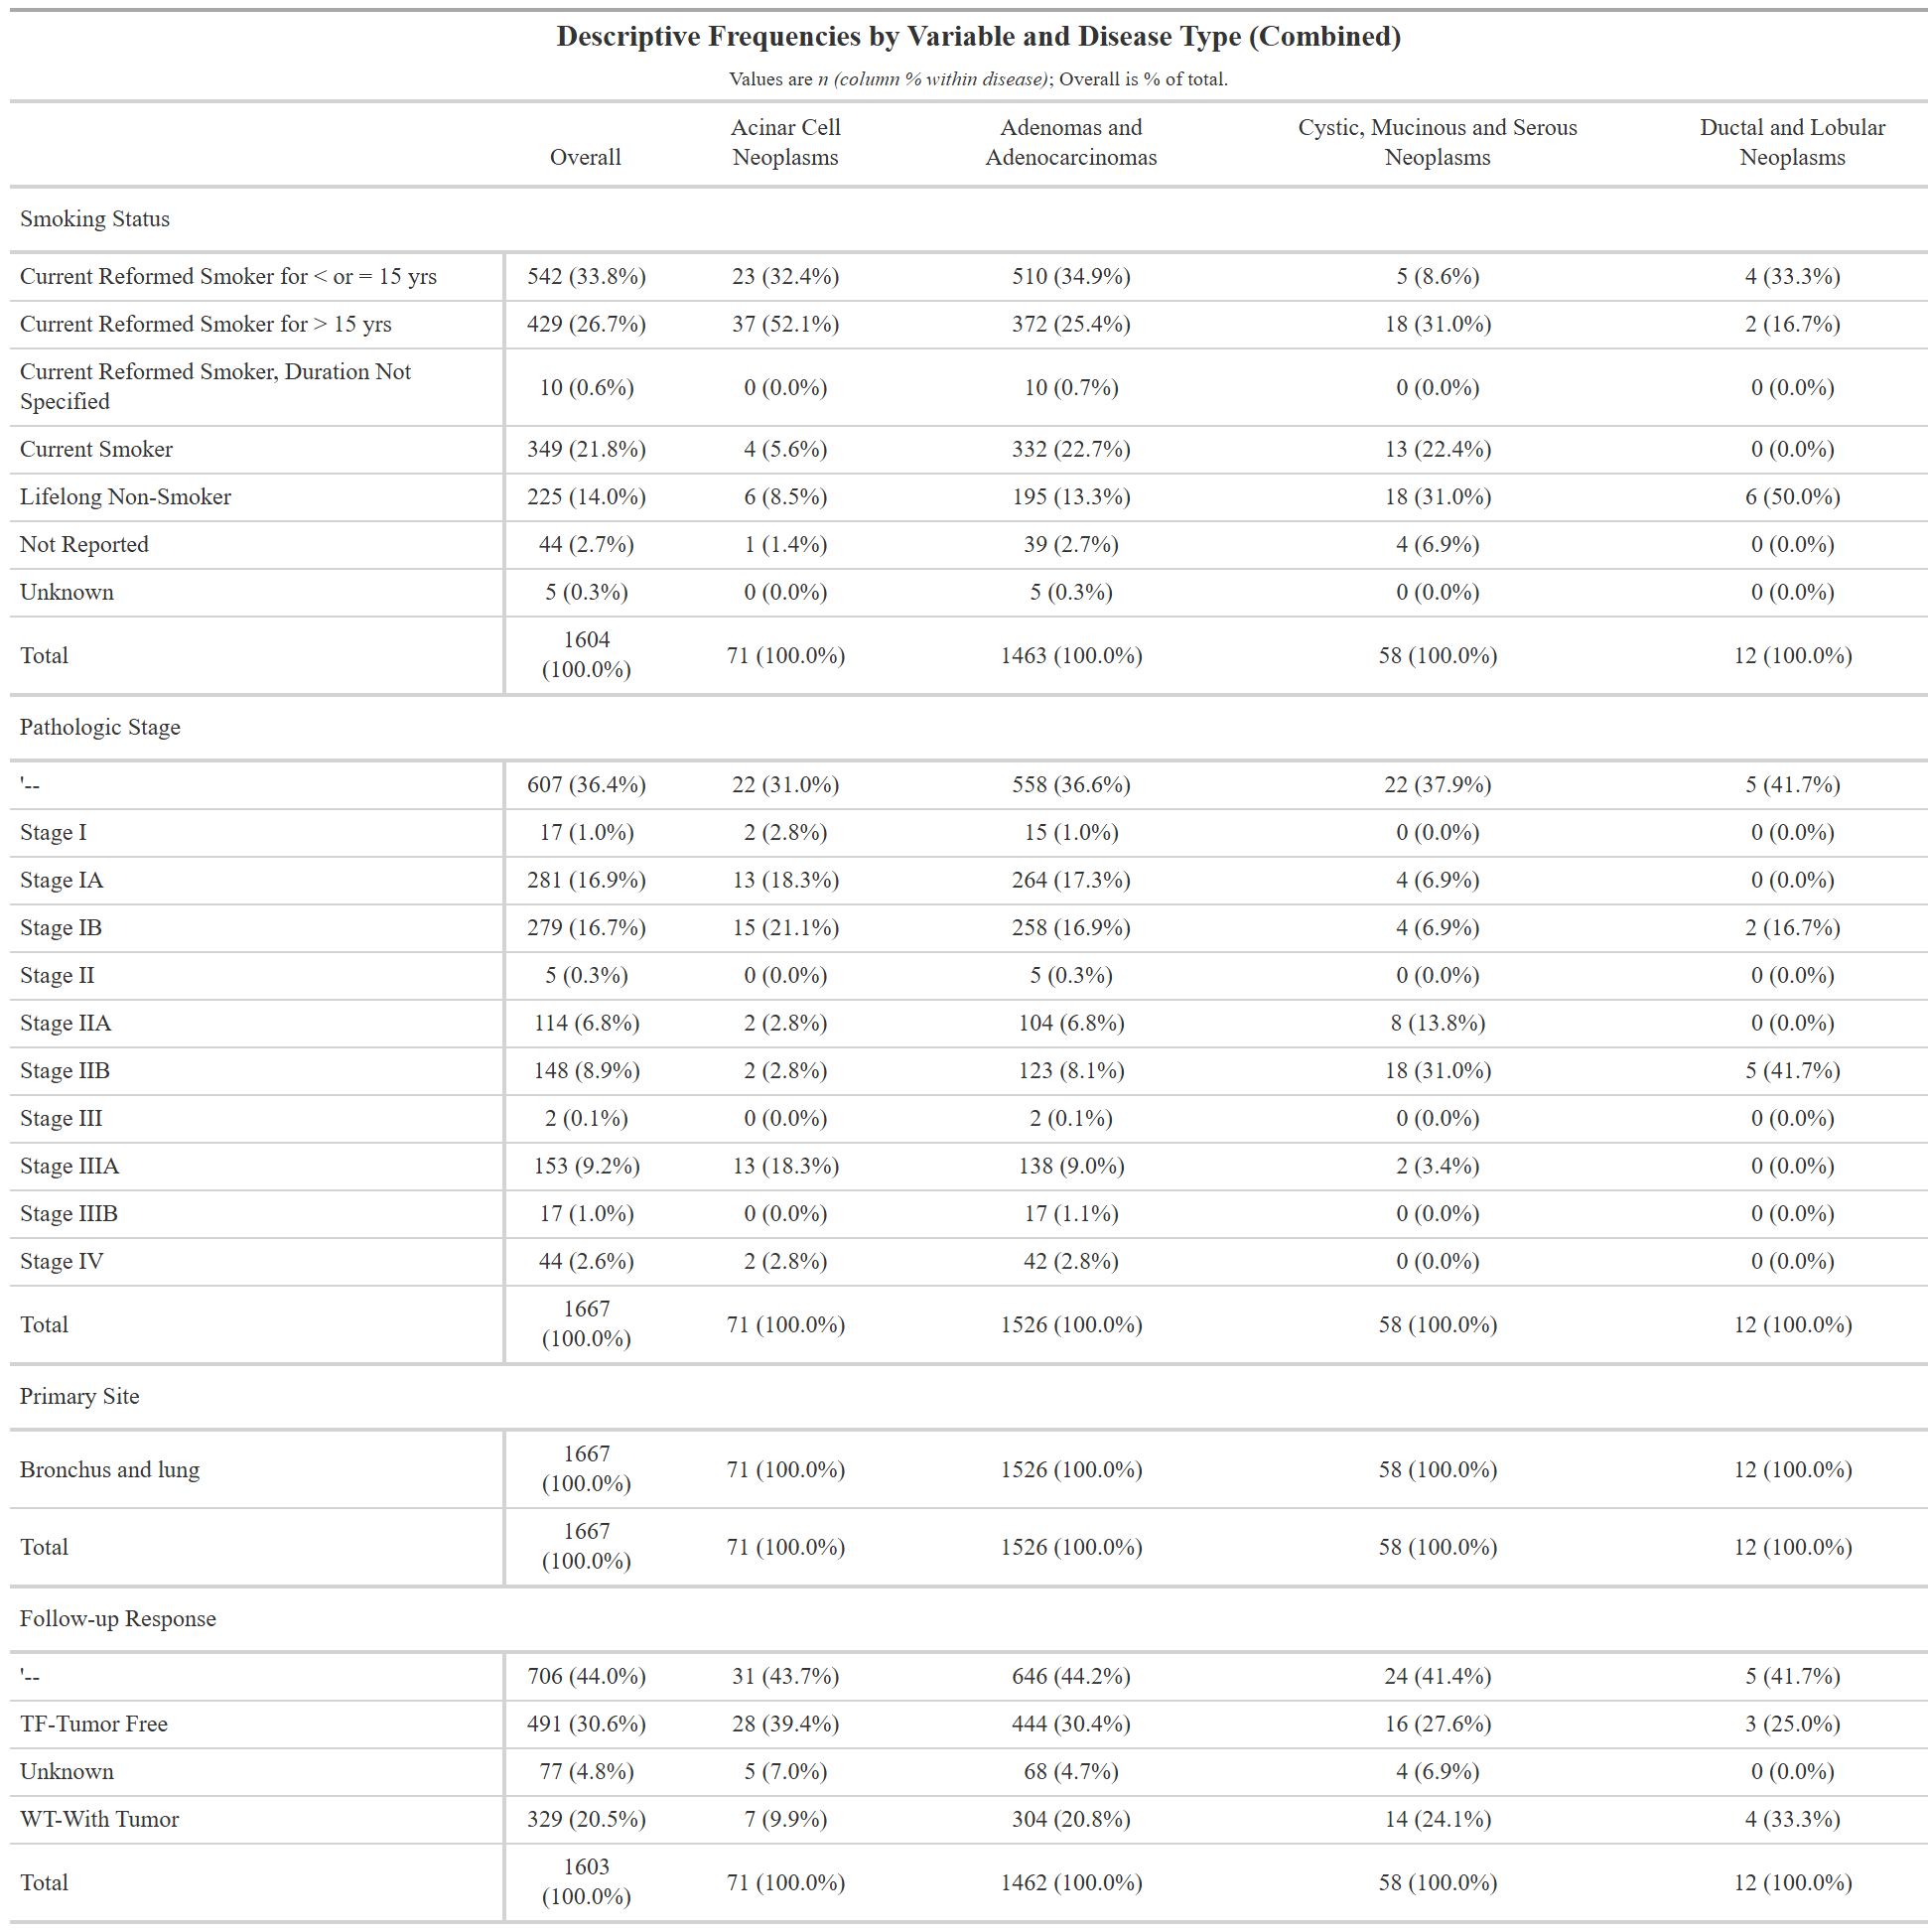 Descriptive Frequencies by Variable and Disease Type (Combined)
Values are n (column % within disease); Overall is % of total.
Overall Acinar Cell Neoplasms Adenomas and Adenocarcinomas Cystic, Mucinous and Serous Neoplasms Ductal and Lobular Neoplasms
Smoking Status
Current Reformed Smoker for < or = 15 yrs 542 (33.8%) 23 (32.4%) 510 (34.9%) 5 (8.6%) 4 (33.3%)
Current Reformed Smoker for > 15 yrs 429 (26.7%) 37 (52.1%) 372 (25.4%) 18 (31.0%) 2 (16.7%)
Current Reformed Smoker, Duration Not Specified 10 (0.6%) 0 (0.0%) 10 (0.7%) 0 (0.0%) 0 (0.0%)
Current Smoker 349 (21.8%) 4 (5.6%) 332 (22.7%) 13 (22.4%) 0 (0.0%)
Lifelong Non-Smoker 225 (14.0%) 6 (8.5%) 195 (13.3%) 18 (31.0%) 6 (50.0%)
Not Reported 44 (2.7%) 1 (1.4%) 39 (2.7%) 4 (6.9%) 0 (0.0%)
Unknown 5 (0.3%) 0 (0.0%) 5 (0.3%) 0 (0.0%) 0 (0.0%)
Total 1604 (100.0%) 71 (100.0%) 1463 (100.0%) 58 (100.0%) 12 (100.0%)
Pathologic Stage
'-- 607 (36.4%) 22 (31.0%) 558 (36.6%) 22 (37.9%) 5 (41.7%)
Stage I 17 (1.0%) 2 (2.8%) 15 (1.0%) 0 (0.0%) 0 (0.0%)
Stage IA 281 (16.9%) 13 (18.3%) 264 (17.3%) 4 (6.9%) 0 (0.0%)
Stage IB 279 (16.7%) 15 (21.1%) 258 (16.9%) 4 (6.9%) 2 (16.7%)
Stage II 5 (0.3%) 0 (0.0%) 5 (0.3%) 0 (0.0%) 0 (0.0%)
Stage IIA 114 (6.8%) 2 (2.8%) 104 (6.8%) 8 (13.8%) 0 (0.0%)
Stage IIB 148 (8.9%) 2 (2.8%) 123 (8.1%) 18 (31.0%) 5 (41.7%)
Stage III 2 (0.1%) 0 (0.0%) 2 (0.1%) 0 (0.0%) 0 (0.0%)
Stage IIIA 153 (9.2%) 13 (18.3%) 138 (9.0%) 2 (3.4%) 0 (0.0%)
Stage IIIB 17 (1.0%) 0 (0.0%) 17 (1.1%) 0 (0.0%) 0 (0.0%)
Stage IV 44 (2.6%) 2 (2.8%) 42 (2.8%) 0 (0.0%) 0 (0.0%)
Total 1667 (100.0%) 71 (100.0%) 1526 (100.0%) 58 (100.0%) 12 (100.0%)
Primary Site
Bronchus and lung 1667 (100.0%) 71 (100.0%) 1526 (100.0%) 58 (100.0%) 12 (100.0%)
Total 1667 (100.0%) 71 (100.0%) 1526 (100.0%) 58 (100.0%) 12 (100.0%)
Follow-up Response
'-- 706 (44.0%) 31 (43.7%) 646 (44.2%) 24 (41.4%) 5 (41.7%)
TF-Tumor Free 491 (30.6%) 28 (39.4%) 444 (30.4%) 16 (27.6%) 3 (25.0%)
Unknown 77 (4.8%) 5 (7.0%) 68 (4.7%) 4 (6.9%) 0 (0.0%)
WT-With Tumor 329 (20.5%) 7 (9.9%) 304 (20.8%) 14 (24.1%) 4 (33.3%)
Total 1603 (100.0%) 71 (100.0%) 1462 (100.0%) 58 (100.0%) 12 (100.0%)